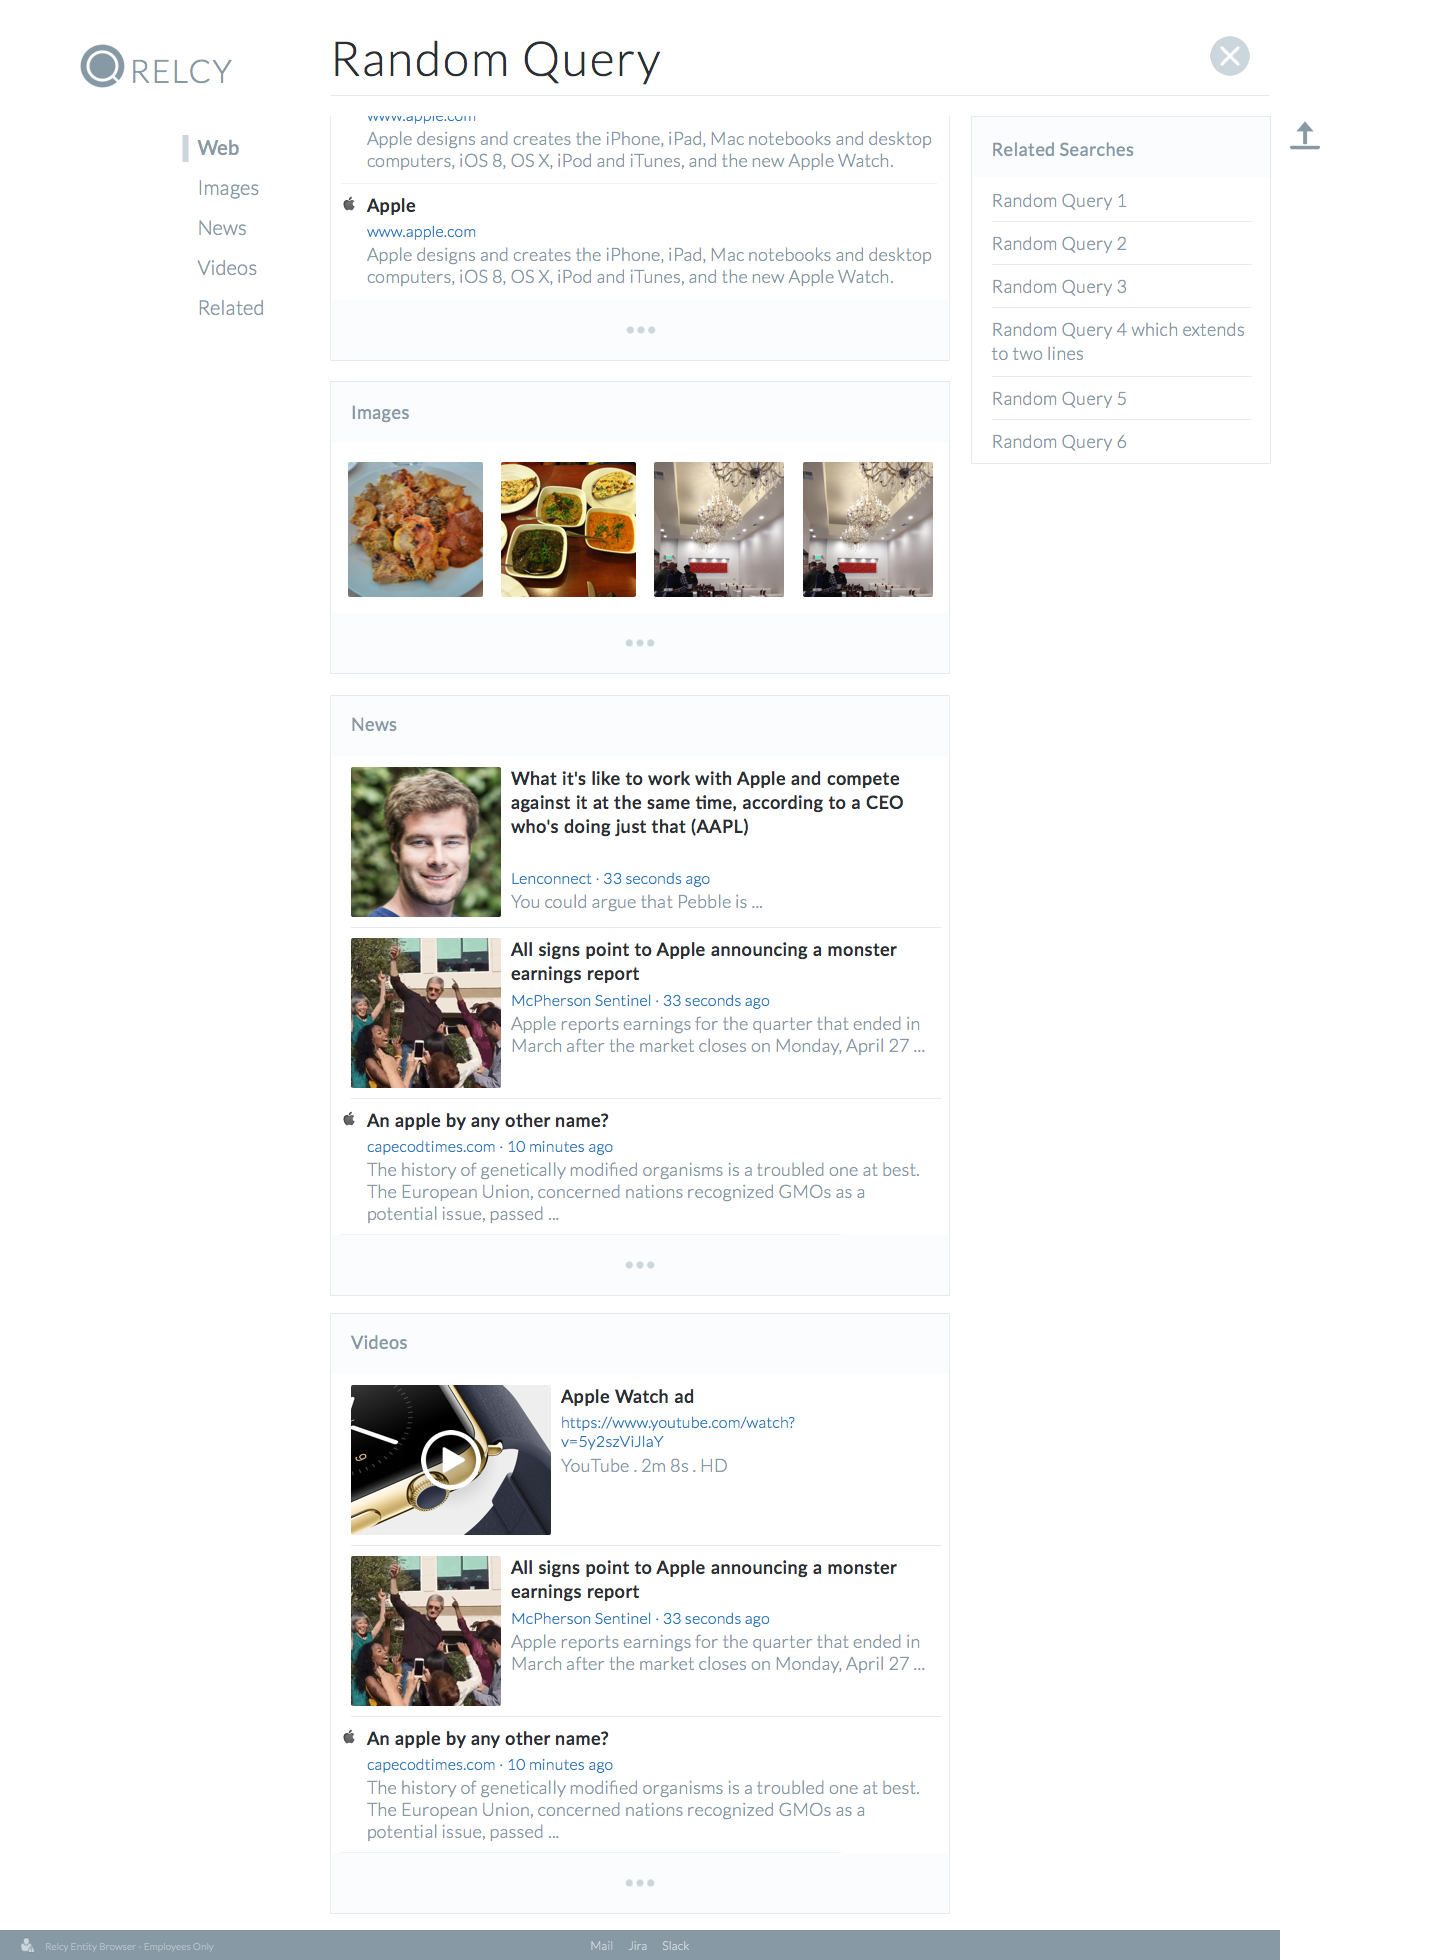 RELCY
Random Query
Web
Images
News
Videos
Related
www.apple.com
Apple designs and creates the iPhone, iPad, Mac notebooks and desktop
computers, iOS 8, OS X, iPod and iTunes, and the new Apple Watch.
Apple
www.apple.com
Apple designs and creates the iPhone, iPad, Mac notebooks and desktop
computers, iOS 8, OS X, iPod and iTunes, and the new Apple Watch.
Related Searches
Random Query 1
Random Query 2
Random Query 3
Random Query 4 which extends
to two lines
Random Query 5
Random Query 6
Images
News
What it's like to work with Apple and compete
against it at the same time, according to a CEO
who's doing just that (AAPL)
Lenconnect · 33 seconds ago
You could argue that Pebble is ...
All signs point to Apple announcing a monster
earnings report
McPherson Sentinel · 33 seconds ago
Apple reports earnings for the quarter that ended in
March after the market closes on Monday, April 27 ...
An apple by any other name?
capecodtimes.com · 10 minutes ago
The history of genetically modified organisms is a troubled one at best.
The European Union, concerned nations recognized GMOs as a
potential issue, passed ...
Videos
Apple Watch ad
https://www.youtube.com/watch?
v=5y2szViJlaY
YouTube . 2m 8s . HD
All signs point to Apple announcing a monster
earnings report
McPherson Sentinel · 33 seconds ago
Apple reports earnings for the quarter that ended in
March after the market closes on Monday, April 27 ...
An apple by any other name?
capecodtimes.com · 10 minutes ago
The history of genetically modified organisms is a troubled one at best.
The European Union, concerned nations recognized GMOs as a
potential issue, passed ...
Relcy Entity Browser - Employees Only
Mail Jira Slack